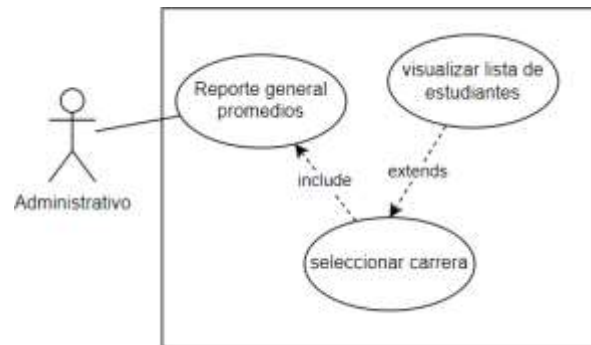 Reporte general
promedios
visualizar lista de
estudiantes
include
extends
Administrativo
seleccionar carrera